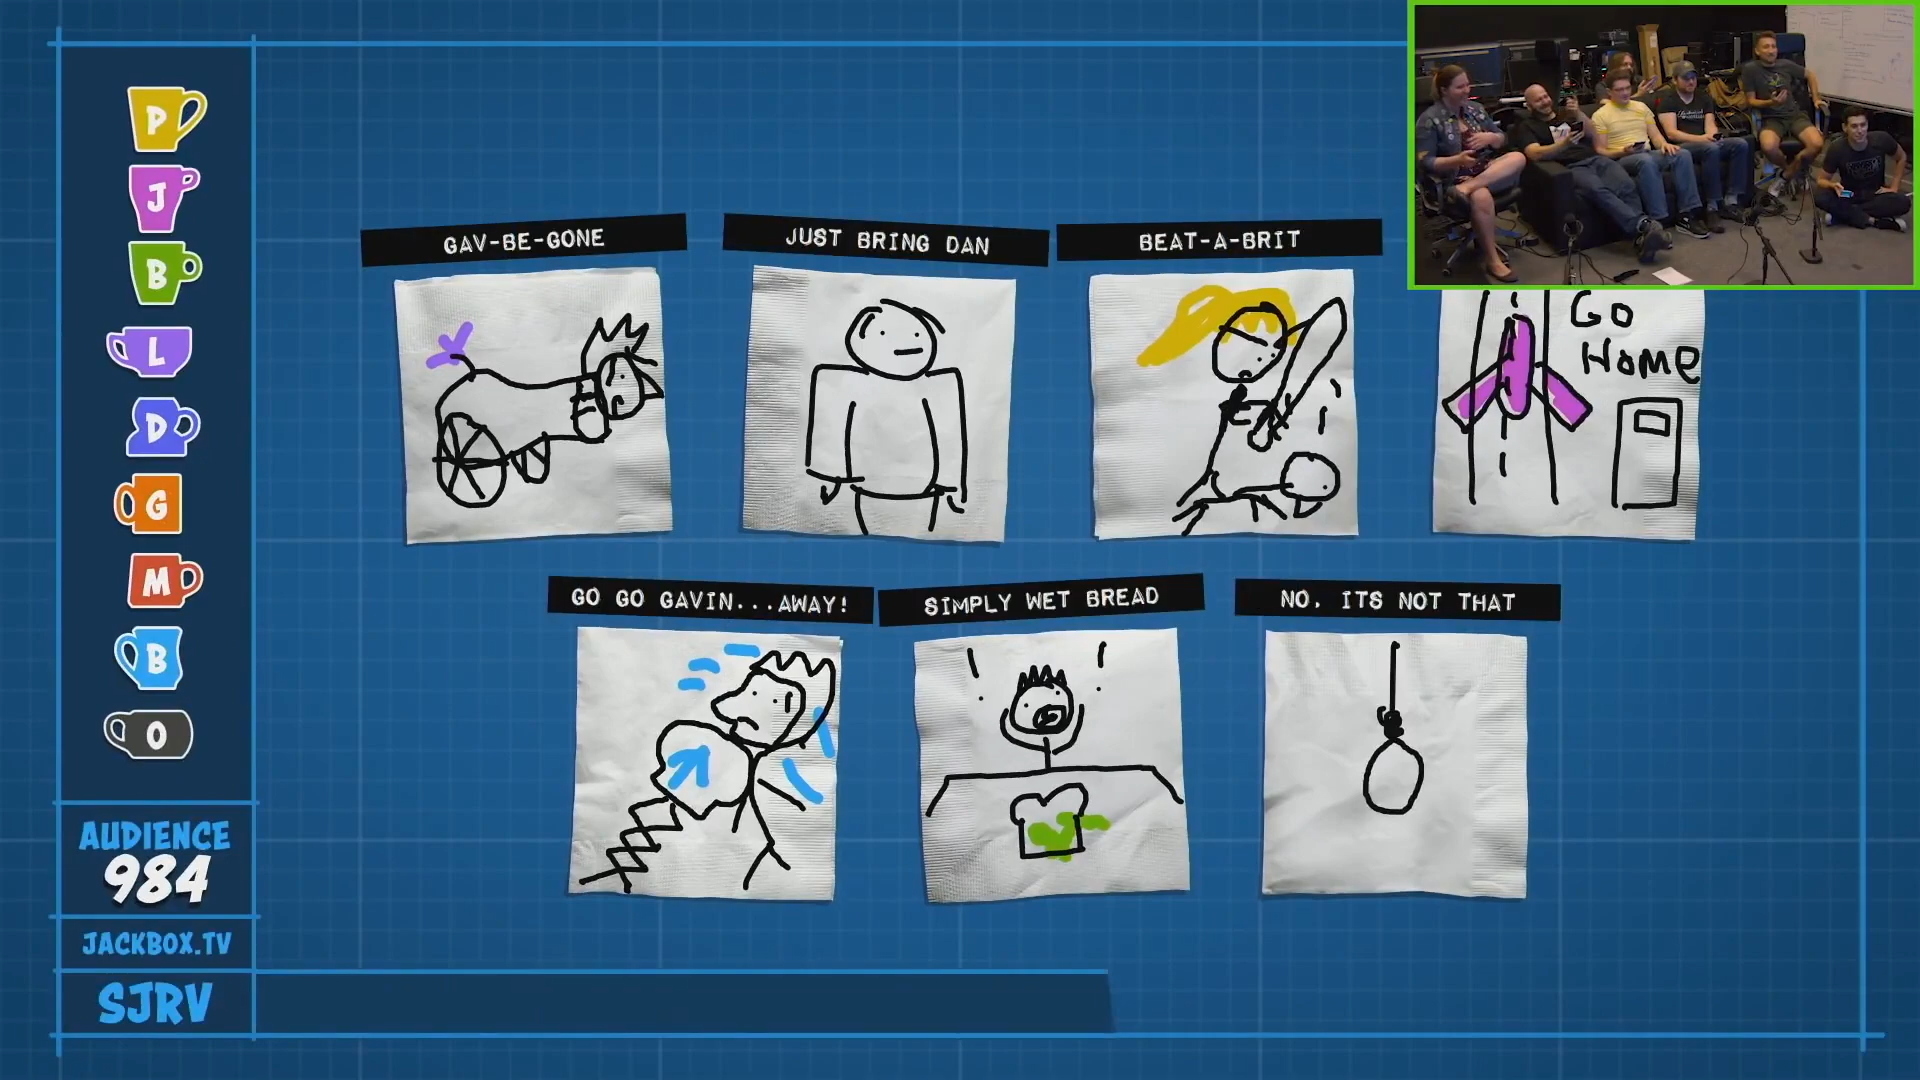 P
J
B
L
D
G
M
B
O
AUDIENCE
984
JACKBOX.TV
SJRV
GAV-BE-GONE
JUST BRING DAN
BEAT-A-BRIT
GO
HOME
GO GO GAVIN...AWAY!
SIMPLY WET BREAD
NO, ITS NOT THAT